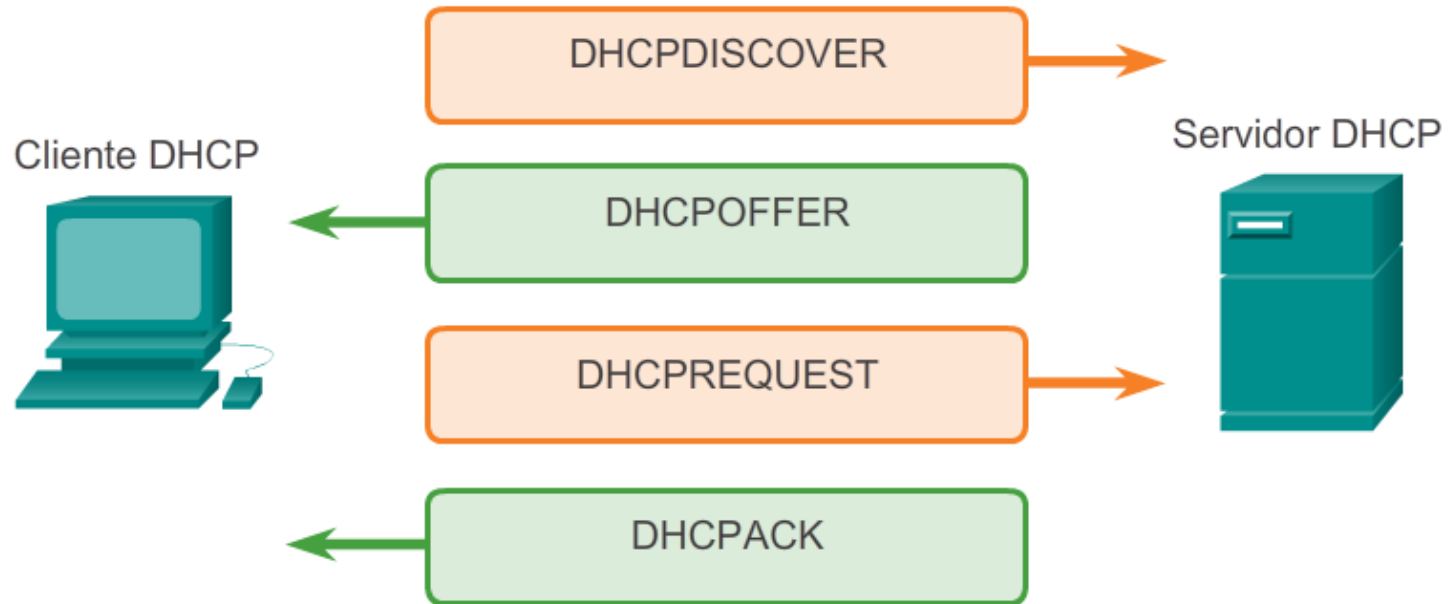 DHCPDISCOVER
Cliente DHCP
Servidor DHCP
DHCPOFFER
DHCPREQUEST
DHCPACK